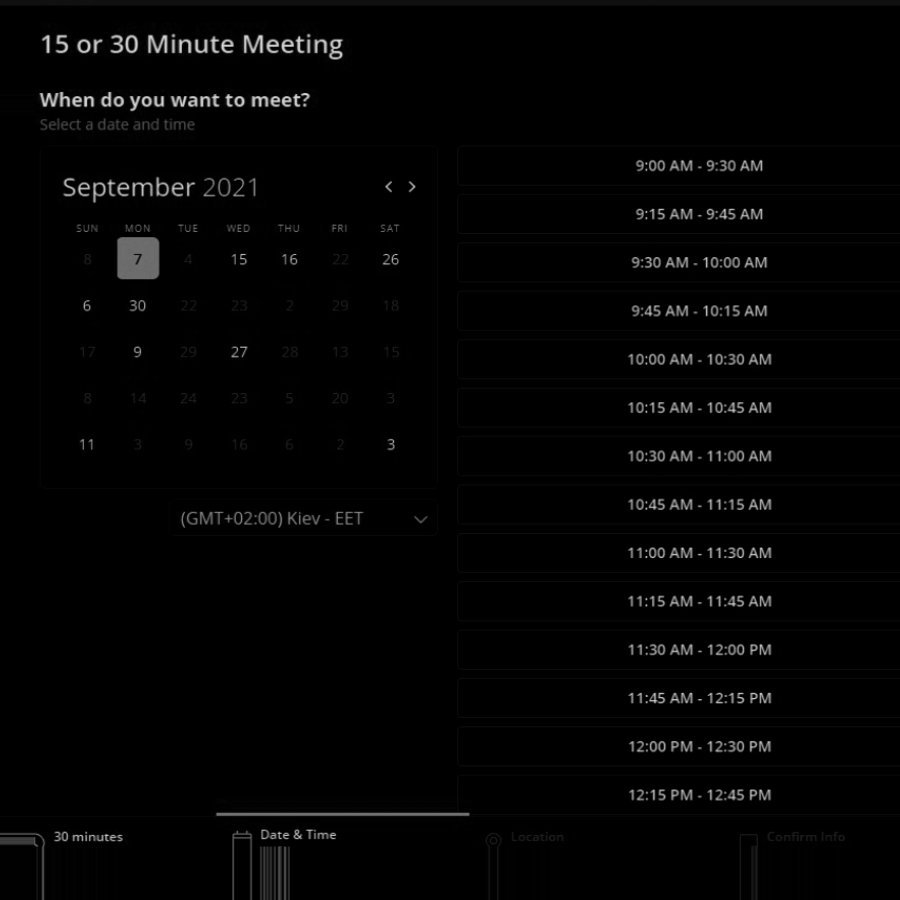 15 or 30 Minute Meeting
When do you want to meet?
Select a date and time
September 2021
SUN MON TUE WED THU FRI SAT
8 7 4 15 16 22 26
6 30 22 23 2 29 18
17 9 29 27 28 13 15
8 14 24 23 5 20 3
11 3 9 16 6 2 3
(GMT+02:00) Kiev - EET
9:00 AM - 9:30 AM
9:15 AM - 9:45 AM
9:30 AM - 10:00 AM
9:45 AM - 10:15 AM
10:00 AM - 10:30 AM
10:15 AM - 10:45 AM
10:30 AM - 11:00 AM
10:45 AM - 11:15 AM
11:00 AM - 11:30 AM
11:15 AM - 11:45 AM
11:30 AM - 12:00 PM
11:45 AM - 12:15 PM
12:00 PM - 12:30 PM
12:15 PM - 12:45 PM
30 minutes
Date & Time
Location
Confirm Info